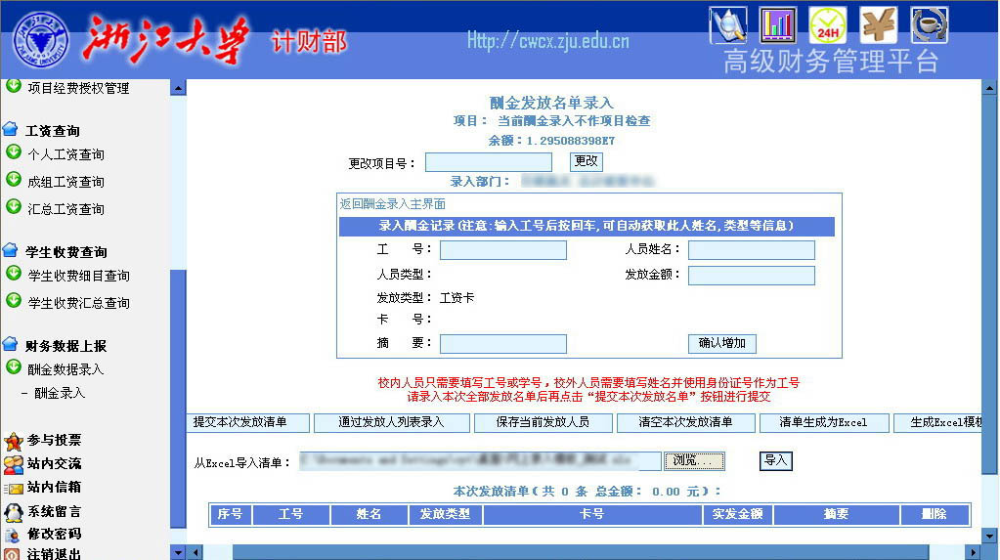 浙江大学 计财部
Http://cwcx.zju.edu.cn
24H
高级财务管理平台
项目经费授权管理
工资查询
个人工资查询
成组工资查询
汇总工资查询
学生收费查询
学生收费细目查询
学生收费汇总查询
财务数据上报
酬金数据录入
- 酬金录入
参与投票
站内交流
站内信箱
系统留言
修改密码
注销退出
酬金发放名单录入
项目： 当前酬金录入不作项目检查
余额：1.295088398E7
更改项目号： 更改
录入部门：
返回酬金录入主界面
录入酬金记录(注意:输入工号后按回车,可自动获取此人姓名,类型等信息)
工 号： 人员姓名：
人员类型： 发放金额：
发放类型： 工资卡
卡 号：
摘 要： 确认增加
校内人员只需要填写工号或学号，校外人员需要填写姓名并使用身份证号作为工号
请录入本次全部发放名单后再点击“提交本次发放名单”按钮进行提交
提交本次发放清单 通过发放人列表录入 保存当前发放人员 清空本次发放清单 清单生成为Excel 生成Excel模板
从Excel导入清单： 浏览... 导入
本次发放清单(共 0 条 总金额： 0.00 元)：
序号 工号 姓名 发放类型 卡号 实发金额 摘要 删除